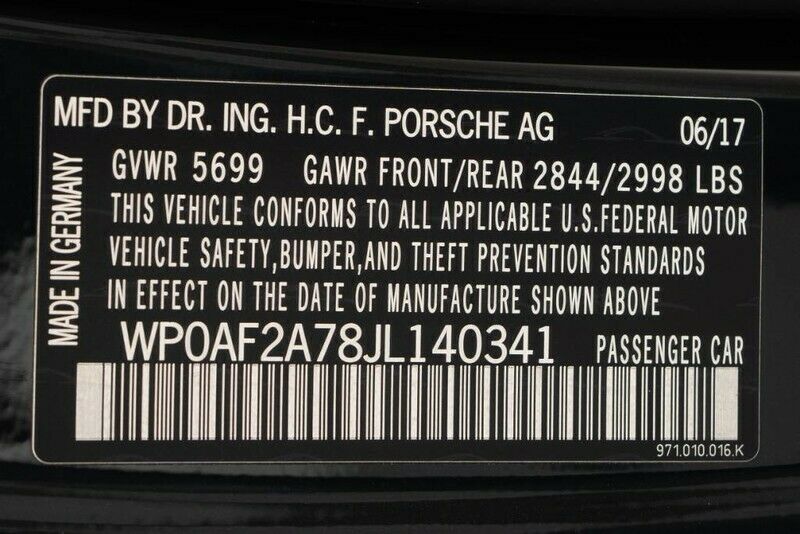 MFD BY DR. ING. H.C. F. PORSCHE AG 06/17
GVWR 5699 GAWR FRONT/REAR 2844/2998 LBS
THIS VEHICLE CONFORMS TO ALL APPLICABLE U.S.FEDERAL MOTOR
VEHICLE SAFETY,BUMPER,AND THEFT PREVENTION STANDARDS
IN EFFECT ON THE DATE OF MANUFACTURE SHOWN ABOVE
WP0AF2A78JL140341 PASSENGER CAR
971.010.016.K
MADE IN GERMANY